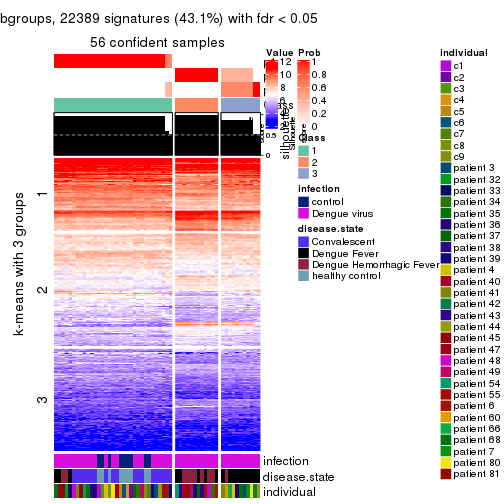 bgroups, 22389 signatures (43.1%) with fdr < 0.05
56 confident samples
k-means with 3 groups
1
2
3
silhouette
Value
12
10
8
6
4
2
0
0.5
0
Prob
1
0.8
0.6
0.4
0.2
0
Class
1
2
3
infection
control
Dengue virus
disease.state
Convalescent
Dengue Fever
Dengue Hemorrhagic Fever
healthy control
infection
disease.state
individual
individual
c1
c2
c3
c4
c5
c6
c7
c8
c9
patient 3
patient 32
patient 33
patient 34
patient 35
patient 36
patient 37
patient 38
patient 39
patient 4
patient 40
patient 41
patient 42
patient 43
patient 44
patient 45
patient 47
patient 48
patient 49
patient 54
patient 55
patient 6
patient 60
patient 66
patient 68
patient 7
patient 80
patient 81